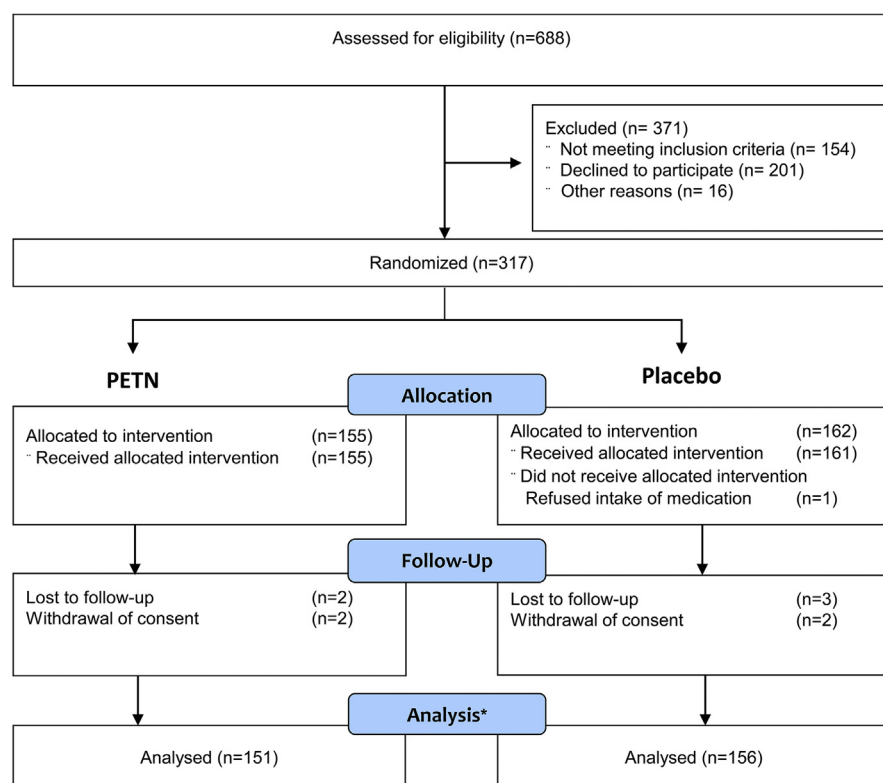 Assessed for eligibility (n=688)
Excluded (n= 371)
¨ Not meeting inclusion criteria (n= 154)
¨ Declined to participate (n= 201)
¨ Other reasons (n= 16)
Randomized (n=317)
PETN
Placebo
Allocation
Allocated to intervention (n=155)
¨ Received allocated intervention (n=155)
Allocated to intervention (n=162)
¨ Received allocated intervention (n=161)
¨ Did not receive allocated intervention
Refused intake of medication (n=1)
Follow-Up
Lost to follow-up (n=2)
Withdrawal of consent (n=2)
Lost to follow-up (n=3)
Withdrawal of consent (n=2)
Analysis*
Analysed (n=151)
Analysed (n=156)